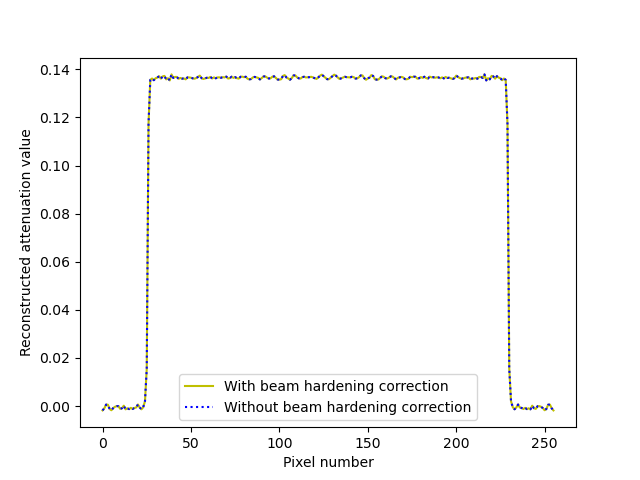 0.14
0.12
0.10
0.08
0.06
0.04
0.02
0.00
Reconstructed attenuation value
With beam hardening correction
Without beam hardening correction
0 50 100 150 200 250
Pixel number